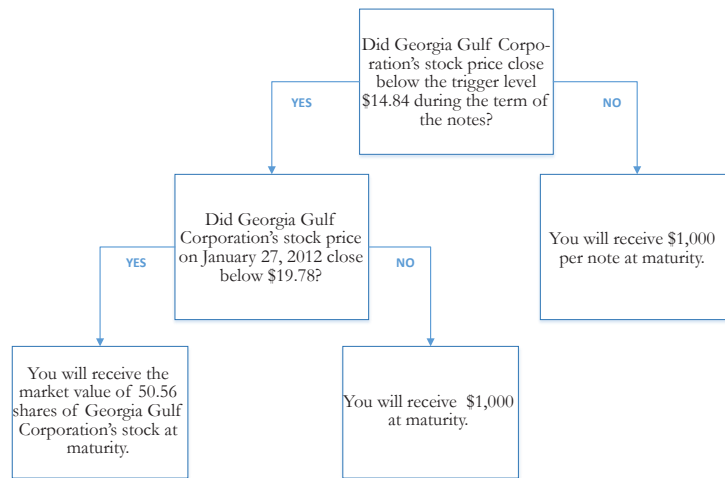 Did Georgia Gulf Corpo-
ration's stock price close
below the trigger level
$14.84 during the term of
the notes?
YES
NO
Did Georgia Gulf
Corporation's stock price
on January 27, 2012 close
below $19.78?
You will receive $1,000
per note at maturity.
YES
NO
You will receive the
market value of 50.56
shares of Georgia Gulf
Corporation's stock at
maturity.
You will receive $1,000
at maturity.